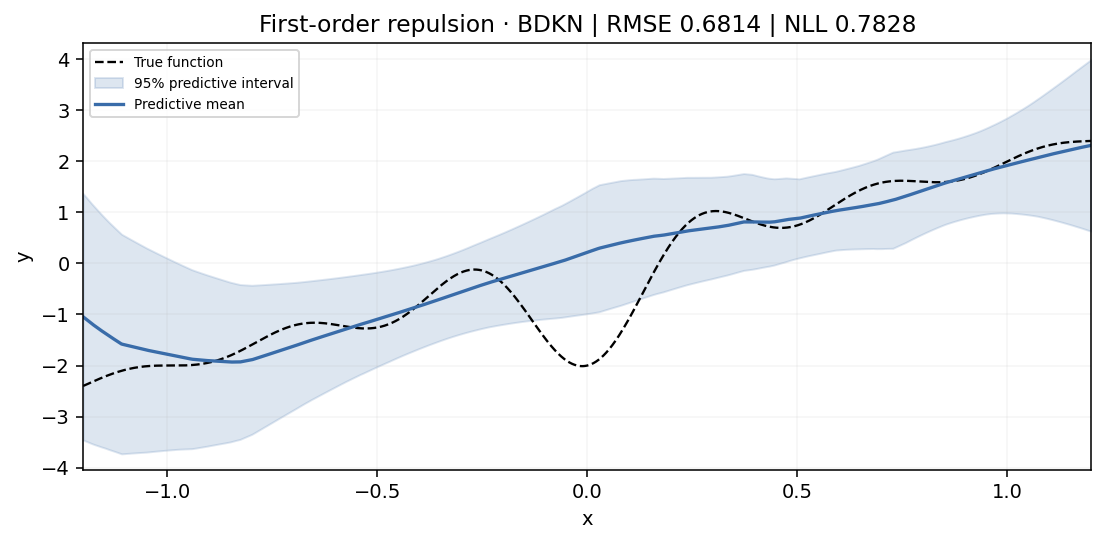 First-order repulsion · BDKN | RMSE 0.6814 | NLL 0.7828
True function
95% predictive interval
Predictive mean
4
3
2
1
0
−1
−2
−3
−4
y
−1.0 −0.5 0.0 0.5 1.0
x